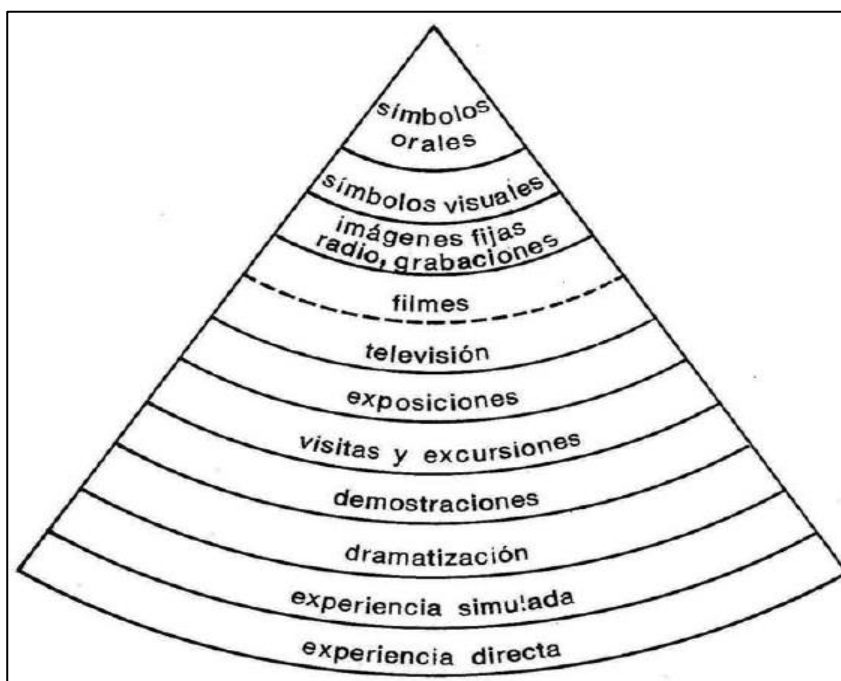 símbolos
orales
símbolos visuales
imágenes fijas
radio, grabaciones
filmes
televisión
exposiciones
visitas y excursiones
demostraciones
dramatización
experiencia simulada
experiencia directa